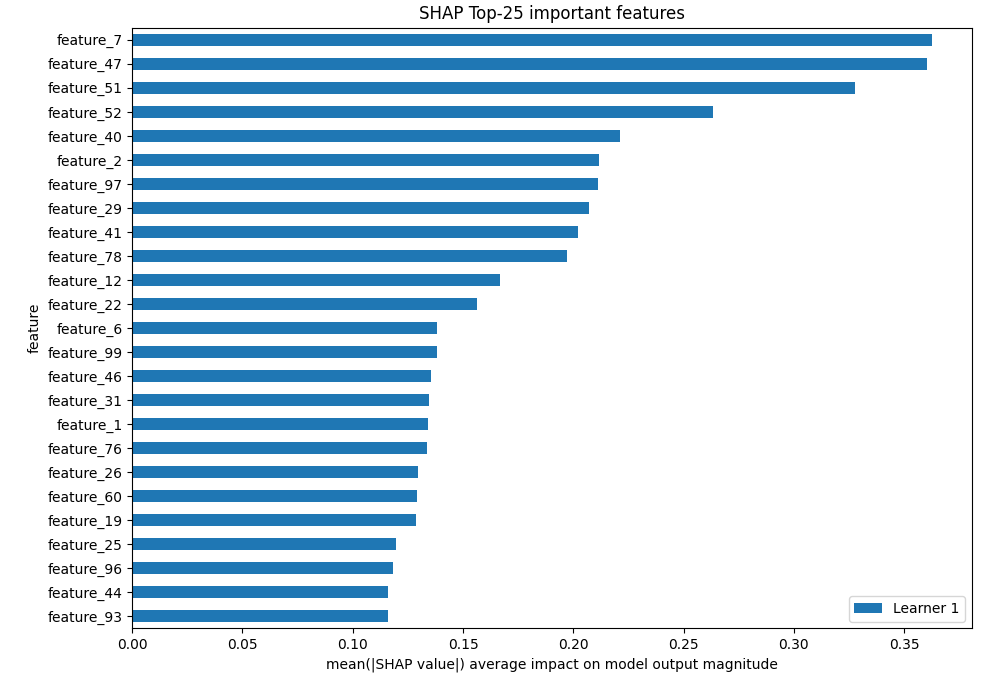 SHAP Top-25 important features
feature_7
feature_47
feature_51
feature_52
feature_40
feature_2
feature_97
feature_29
feature_41
feature_78
feature_12
feature_22
feature_6
feature_99
feature_46
feature_31
feature_1
feature_76
feature_26
feature_60
feature_19
feature_25
feature_96
feature_44
feature_93
feature
Learner 1
0.00 0.05 0.10 0.15 0.20 0.25 0.30 0.35
mean(|SHAP value|) average impact on model output magnitude